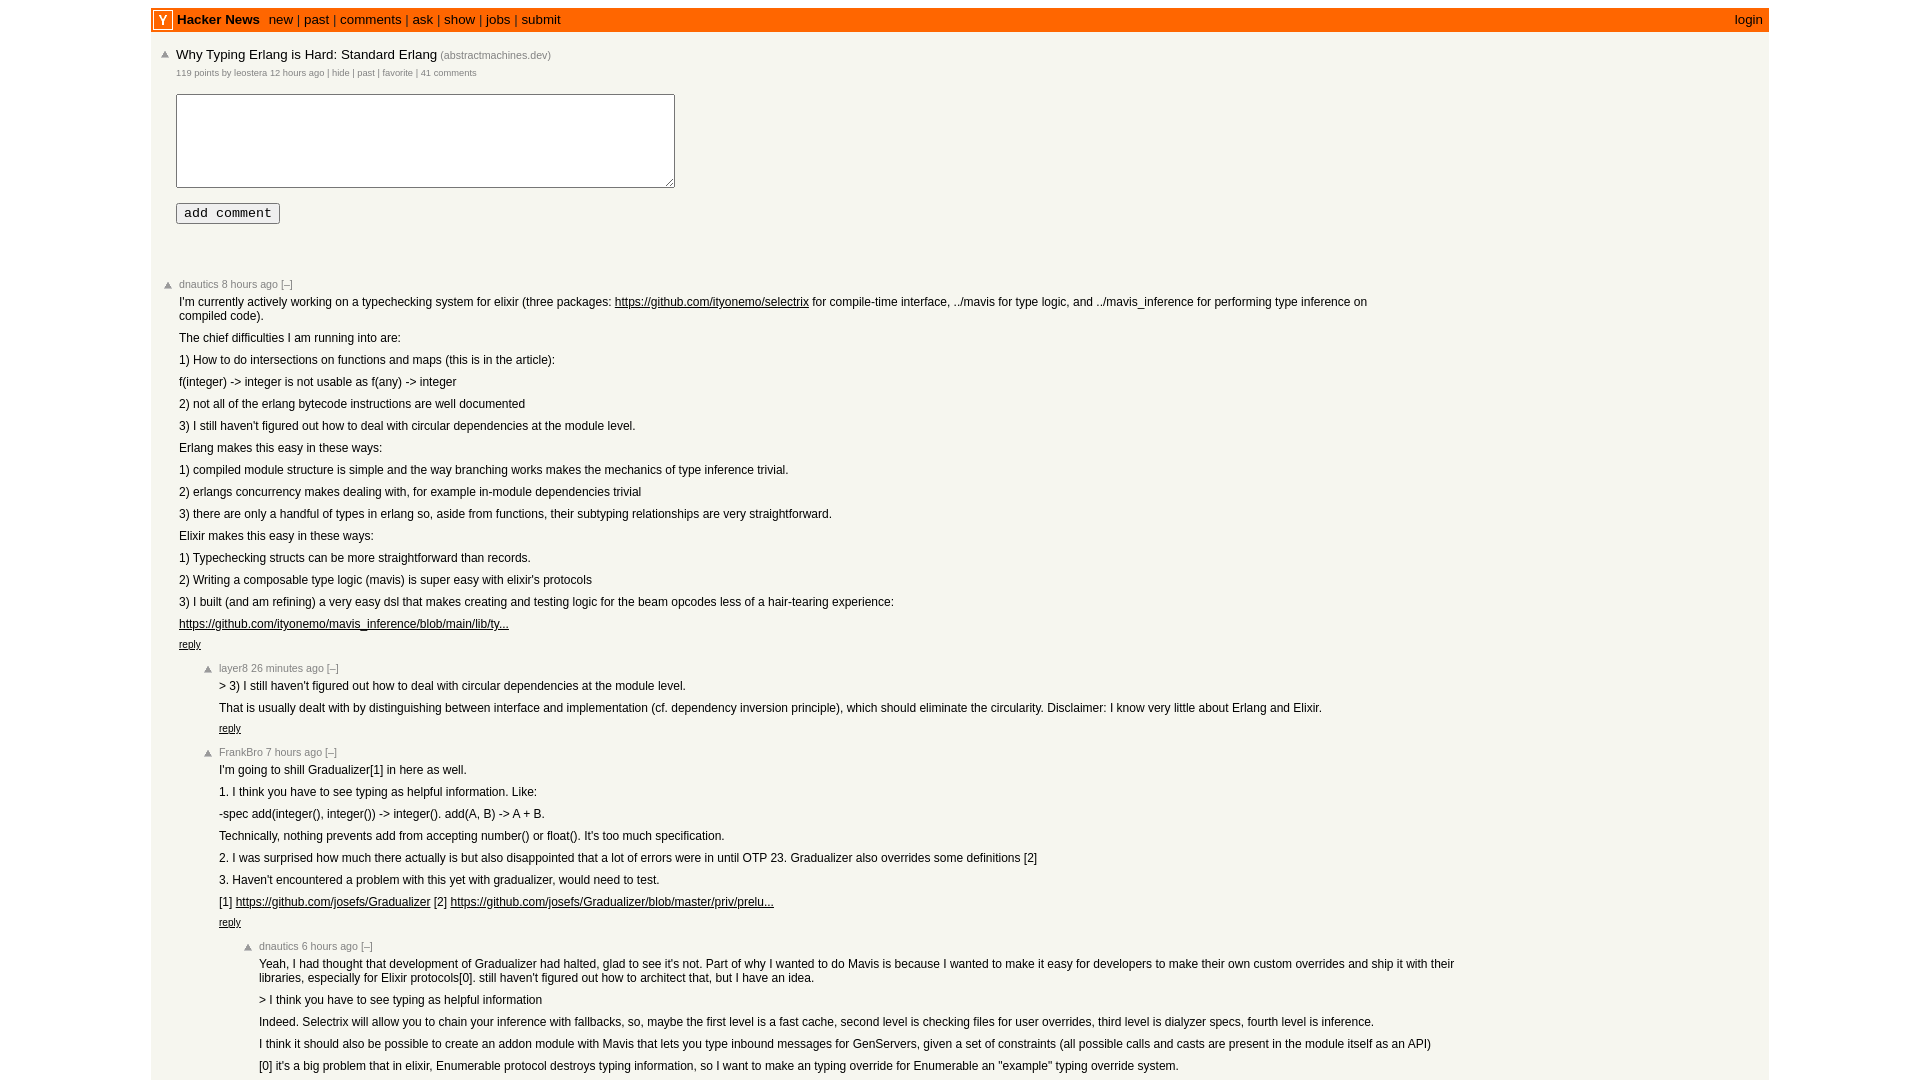 Y Hacker News new | past | comments | ask | show | jobs | submit login
Why Typing Erlang is Hard: Standard Erlang (abstractmachines.dev)
119 points by leostera 12 hours ago | hide | past | favorite | 41 comments
add comment
dnautics 8 hours ago [–]
I'm currently actively working on a typechecking system for elixir (three packages: https://github.com/ityonemo/selectrix for compile-time interface, ../mavis for type logic, and ../mavis_inference for performing type inference on
compiled code).
The chief difficulties I am running into are:
1) How to do intersections on functions and maps (this is in the article):
f(integer) -> integer is not usable as f(any) -> integer
2) not all of the erlang bytecode instructions are well documented
3) I still haven't figured out how to deal with circular dependencies at the module level.
Erlang makes this easy in these ways:
1) compiled module structure is simple and the way branching works makes the mechanics of type inference trivial.
2) erlangs concurrency makes dealing with, for example in-module dependencies trivial
3) there are only a handful of types in erlang so, aside from functions, their subtyping relationships are very straightforward.
Elixir makes this easy in these ways:
1) Typechecking structs can be more straightforward than records.
2) Writing a composable type logic (mavis) is super easy with elixir's protocols
3) I built (and am refining) a very easy dsl that makes creating and testing logic for the beam opcodes less of a hair-tearing experience:
https://github.com/ityonemo/mavis_inference/blob/main/lib/ty...
reply
layer8 26 minutes ago [–]
> 3) I still haven't figured out how to deal with circular dependencies at the module level.
That is usually dealt with by distinguishing between interface and implementation (cf. dependency inversion principle), which should eliminate the circularity. Disclaimer: I know very little about Erlang and Elixir.
reply
FrankBro 7 hours ago [–]
I'm going to shill Gradualizer[1] in here as well.
1. I think you have to see typing as helpful information. Like:
-spec add(integer(), integer()) -> integer(). add(A, B) -> A + B.
Technically, nothing prevents add from accepting number() or float(). It's too much specification.
2. I was surprised how much there actually is but also disappointed that a lot of errors were in until OTP 23. Gradualizer also overrides some definitions [2]
3. Haven't encountered a problem with this yet with gradualizer, would need to test.
[1] https://github.com/josefs/Gradualizer [2] https://github.com/josefs/Gradualizer/blob/master/priv/prelu...
reply
dnautics 6 hours ago [–]
Yeah, I had thought that development of Gradualizer had halted, glad to see it's not. Part of why I wanted to do Mavis is because I wanted to make it easy for developers to make their own custom overrides and ship it with their
libraries, especially for Elixir protocols[0]. still haven't figured out how to architect that, but I have an idea.
> I think you have to see typing as helpful information
Indeed. Selectrix will allow you to chain your inference with fallbacks, so, maybe the first level is a fast cache, second level is checking files for user overrides, third level is dialyzer specs, fourth level is inference.
I think it should also be possible to create an addon module with Mavis that lets you type inbound messages for GenServers, given a set of constraints (all possible calls and casts are present in the module itself as an API)
[0] it's a big problem that in elixir, Enumerable protocol destroys typing information, so I want to make an typing override for Enumerable an "example" typing override system.